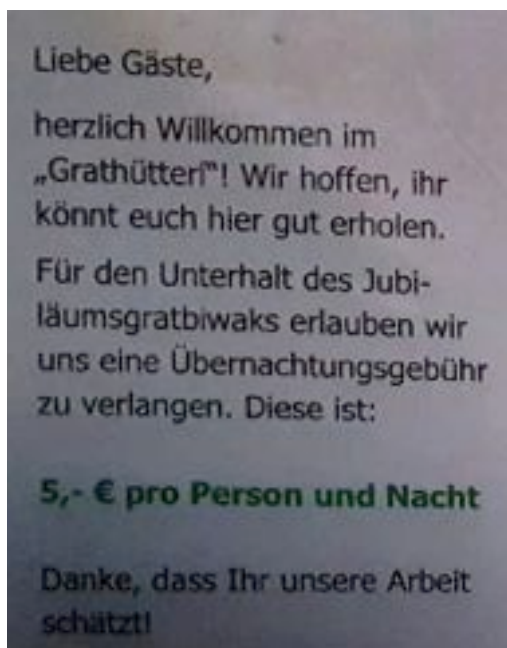 Liebe Gäste,
herzlich Willkommen im
„Grathütterl“! Wir hoffen, ihr
könnt euch hier gut erholen.
Für den Unterhalt des Jubi-
läumsgratbiwaks erlauben wir
uns eine Übernachtungsgebühr
zu verlangen. Diese ist:
5,- € pro Person und Nacht
Danke, dass Ihr unsere Arbeit
schätzt!